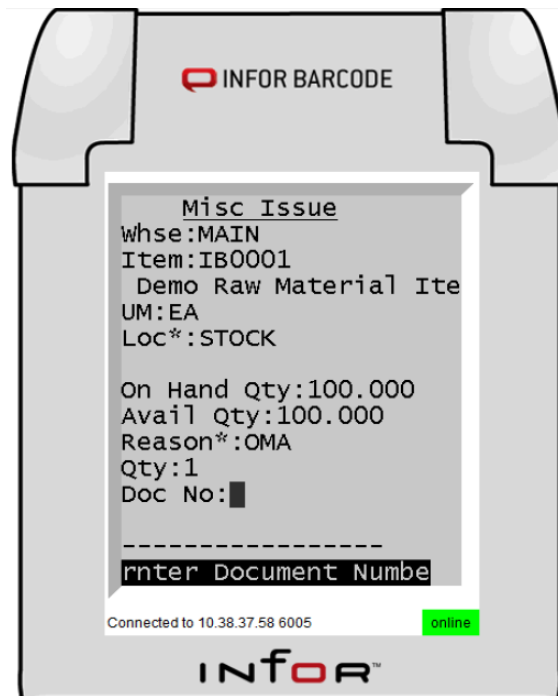 INFOR BARCODE
Misc Issue
Whse:MAIN
Item:IB0001
Demo Raw Material Ite
UM:EA
Loc*:STOCK
On Hand Qty:100.000
Avail Qty:100.000
Reason*:OMA
Qty:1
Doc No:
-----------------
rnter Document Numbe
Connected to 10.38.37.58 6005
online
INfOR™